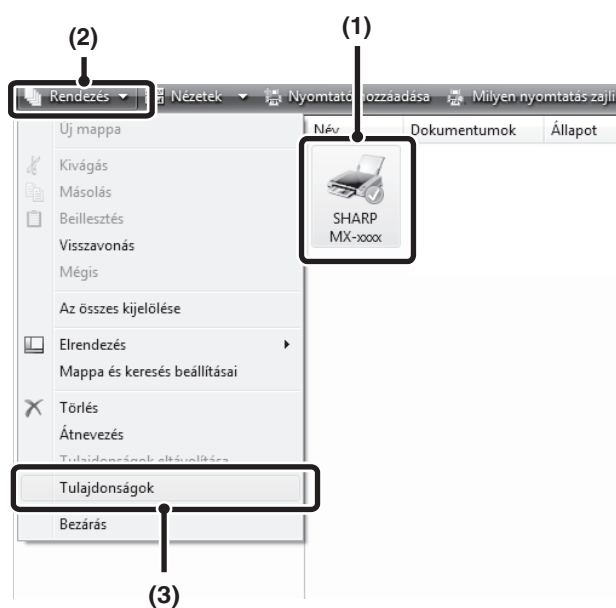 (2)
(1)
Rendezés Nézetek Nyomtató hozzáadása Milyen nyomtatás zajli
Új mappa
Név Dokumentumok Állapot
Kivágás
Másolás
Beillesztés
Visszavonás
Mégis
SHARP
MX-xxxx
Az összes kijelölése
Elrendezés
Mappa és keresés beállításai
Törlés
Átnevezés
Tulajdonságok eltávolítása
Tulajdonságok
Bezárás
(3)